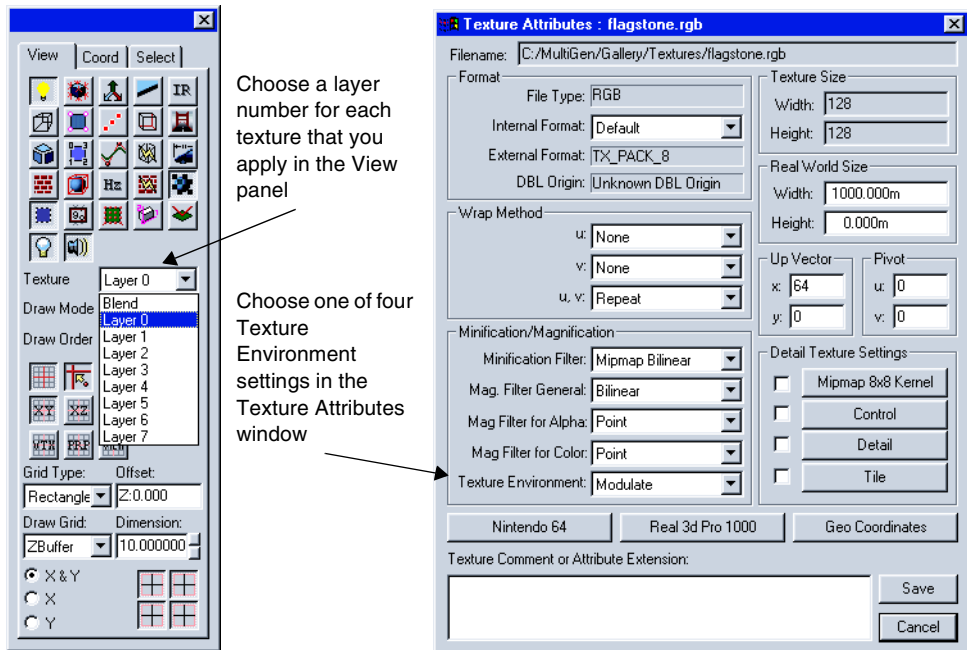 View
Coord
Select
IR
Hz
Texture
Layer 0
Draw Mode
Blend
Layer 0
Draw Order
Layer 1
Layer 2
Layer 3
Layer 4
Layer 5
Layer 6
Layer 7
XY
XZ
VTX
PRP
Grid Type:
Offset:
Rectangle
Z:0.000
Draw Grid:
Dimension:
ZBuffer
10.000000
X & Y
X
Y
Choose a layer
number for each
texture that you
apply in the View
panel
Choose one of four
Texture
Environment
settings in the
Texture Attributes
window
Texture Attributes : flagstone.rgb
Filename: C:/MultiGen/Gallery/Textures/flagstone.rgb
Format
File Type: RGB
Internal Format: Default
External Format: TX_PACK_8
DBL Origin: Unknown DBL Origin
Texture Size
Width: 128
Height: 128
Real World Size
Width: 1000.000m
Height: 0.000m
Wrap Method
u: None
v: None
u, v: Repeat
Up Vector
x: 64
y: 0
Pivot
u: 0
v: 0
Minification/Magnification
Minification Filter: Mipmap Bilinear
Mag. Filter General: Bilinear
Mag Filter for Alpha: Point
Mag Filter for Color: Point
Texture Environment: Modulate
Detail Texture Settings
Mipmap 8x8 Kernel
Control
Detail
Tile
Nintendo 64
Real 3d Pro 1000
Geo Coordinates
Texture Comment or Attribute Extension:
Save
Cancel